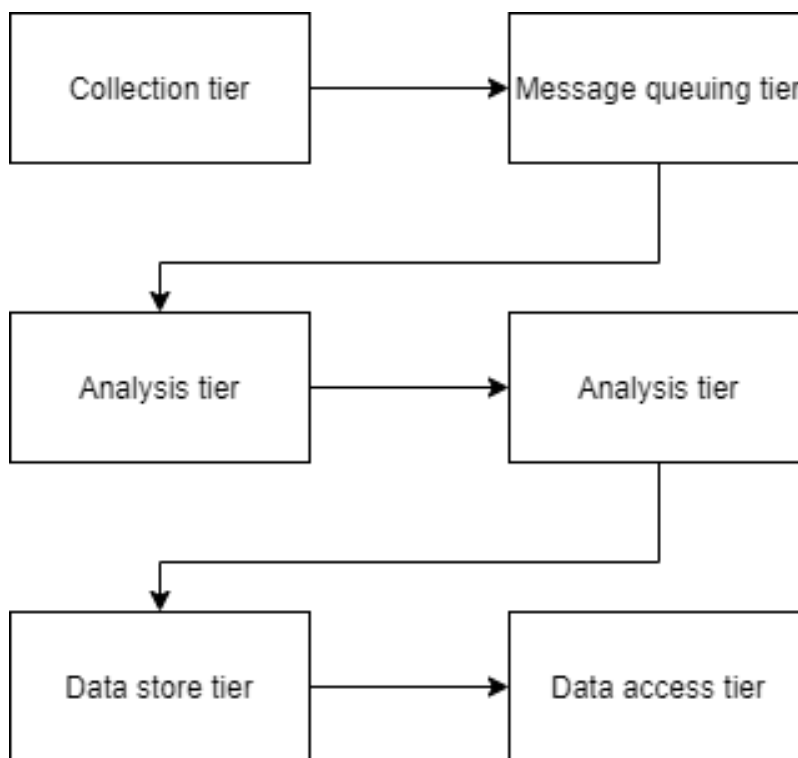 Collection tier
Message queuing tier
Analysis tier
Analysis tier
Data store tier
Data access tier